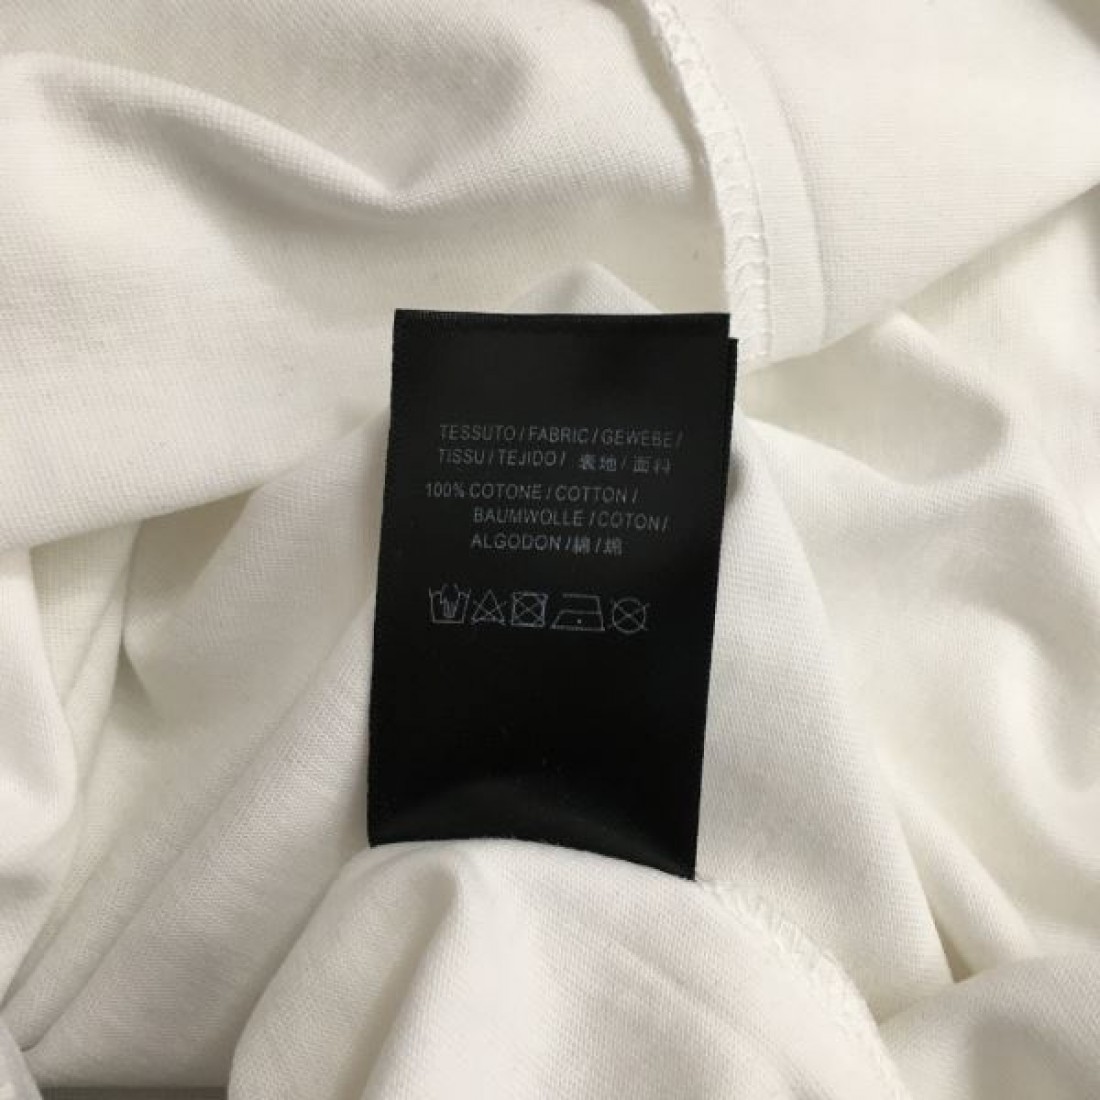 TESSUTO / FABRIC / GEWEBE /
TISSU / TEJIDO / 表地 / 面料
100% COTONE / COTTON /
BAUMWOLLE / COTON /
ALGODON / 綿 / 棉